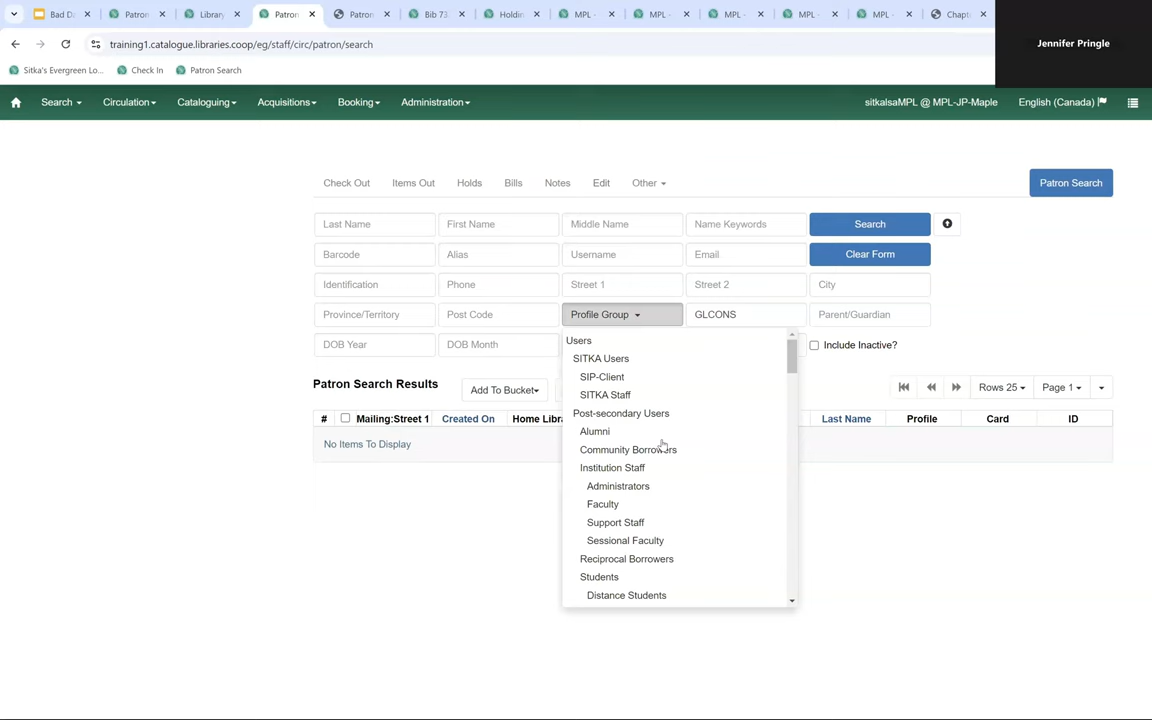 Bad Da
Patron
Library
Patron
Patron
Bib 73
Holdin
MPL -
MPL -
MPL -
MPL -
MPL -
Chapt
Jennifer Pringle
training1.catalogue.libraries.coop/eg/staff/circ/patron/search
Sitka's Evergreen Lo... Check In Patron Search
Search Circulation Cataloguing Acquisitions Booking Administration sitkalsaMPL @ MPL-JP-Maple English (Canada)
Check Out Items Out Holds Bills Notes Edit Other Patron Search
Last Name First Name Middle Name Name Keywords Search
Barcode Alias Username Email Clear Form
Identification Phone Street 1 Street 2 City
Province/Territory Post Code Profile Group GLCONS Parent/Guardian
DOB Year DOB Month Include Inactive?
Users
SITKA Users
SIP-Client
Patron Search Results Add To Bucket Rows 25 Page 1
SITKA Staff
# Mailing:Street 1 Created On Home Libra Last Name Profile Card ID
Post-secondary Users
Alumni
No Items To Display
Community Borrowers
Institution Staff
Administrators
Faculty
Support Staff
Sessional Faculty
Reciprocal Borrowers
Students
Distance Students